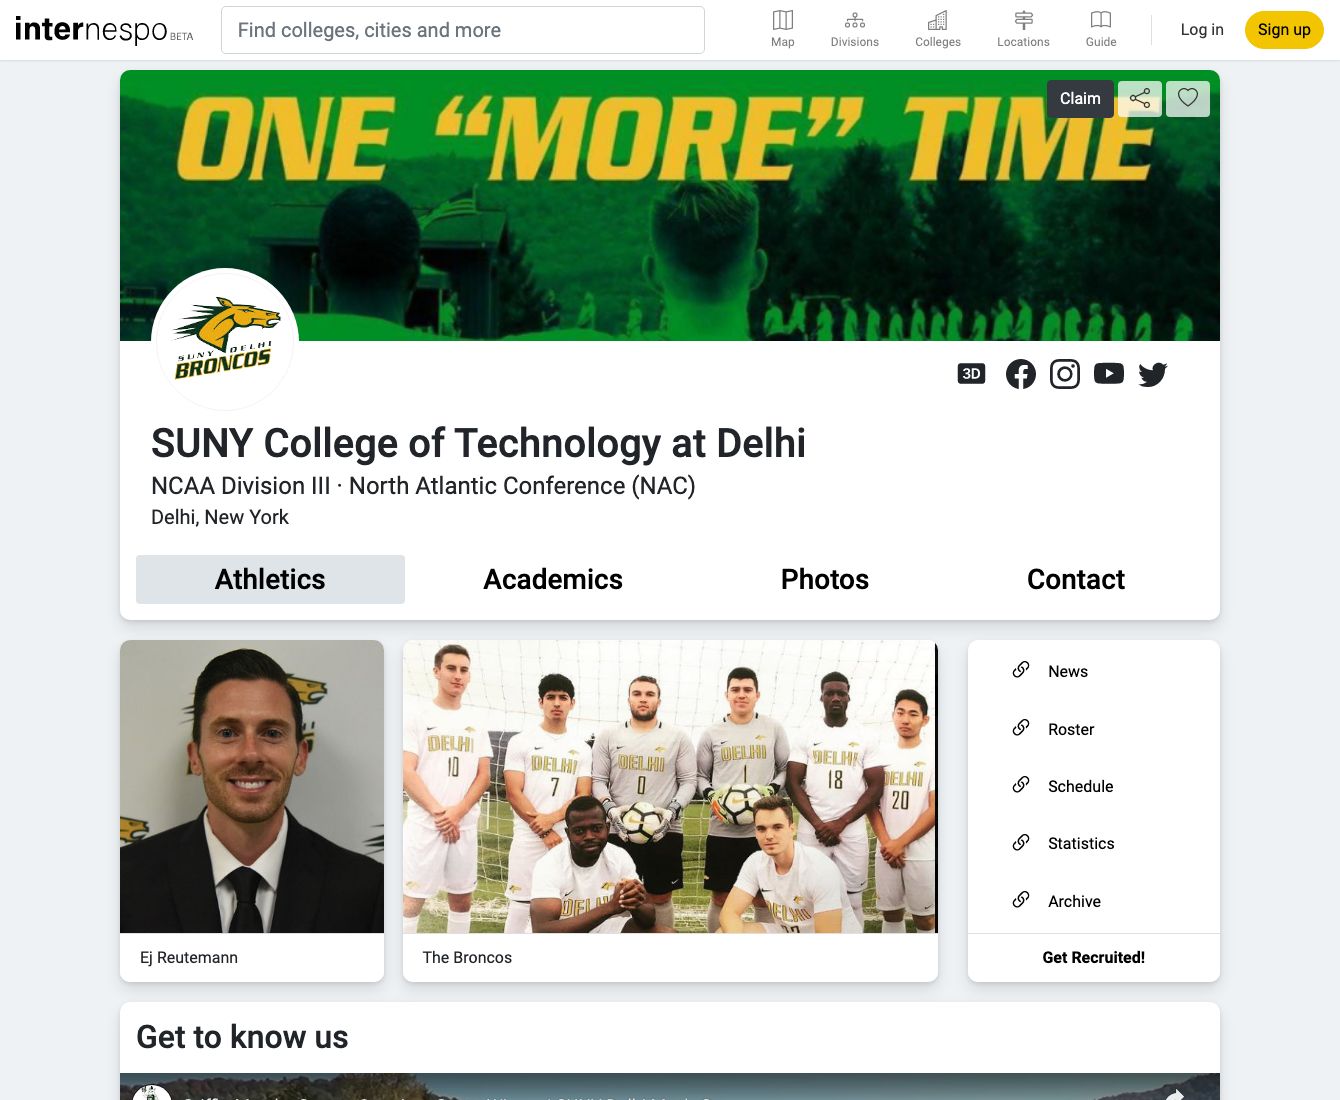 internespo BETA
Find colleges, cities and more
Map
Divisions
Colleges
Locations
Guide
Log in
Sign up
ONE “MORE” TIME
Claim
SUNY DELHI
BRONCOS
3D
SUNY College of Technology at Delhi
NCAA Division III · North Atlantic Conference (NAC)
Delhi, New York
Athletics
Academics
Photos
Contact
DELHI
10
DELHI
7
DELHI
0
DELHI
1
DELHI
18
DELHI
20
DELHI
DELHI
News
Roster
Schedule
Statistics
Archive
Ej Reutemann
The Broncos
Get Recruited!
Get to know us